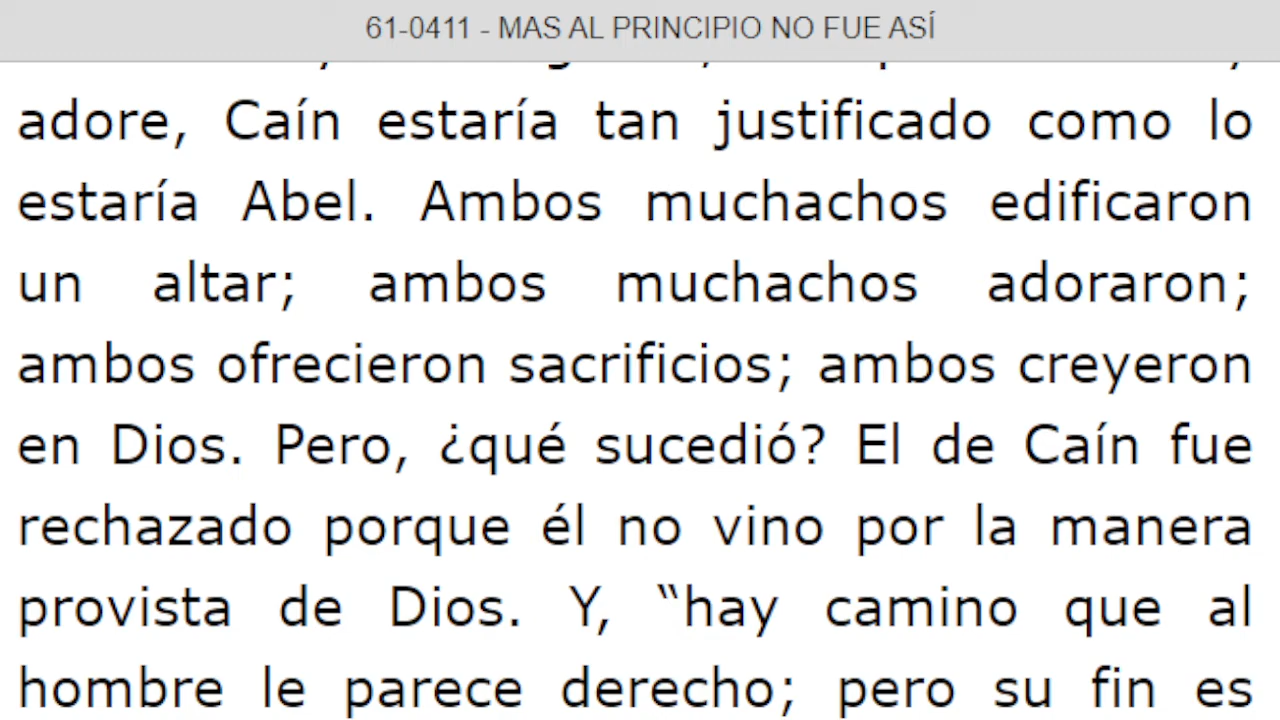 61-0411 - MAS AL PRINCIPIO NO FUE ASÍ
adore, Caín estaría tan justificado como lo
estaría Abel. Ambos muchachos edificaron
un altar; ambos muchachos adoraron;
ambos ofrecieron sacrificios; ambos creyeron
en Dios. Pero, ¿qué sucedió? El de Caín fue
rechazado porque él no vino por la manera
provista de Dios. Y, “hay camino que al
hombre le parece derecho; pero su fin es